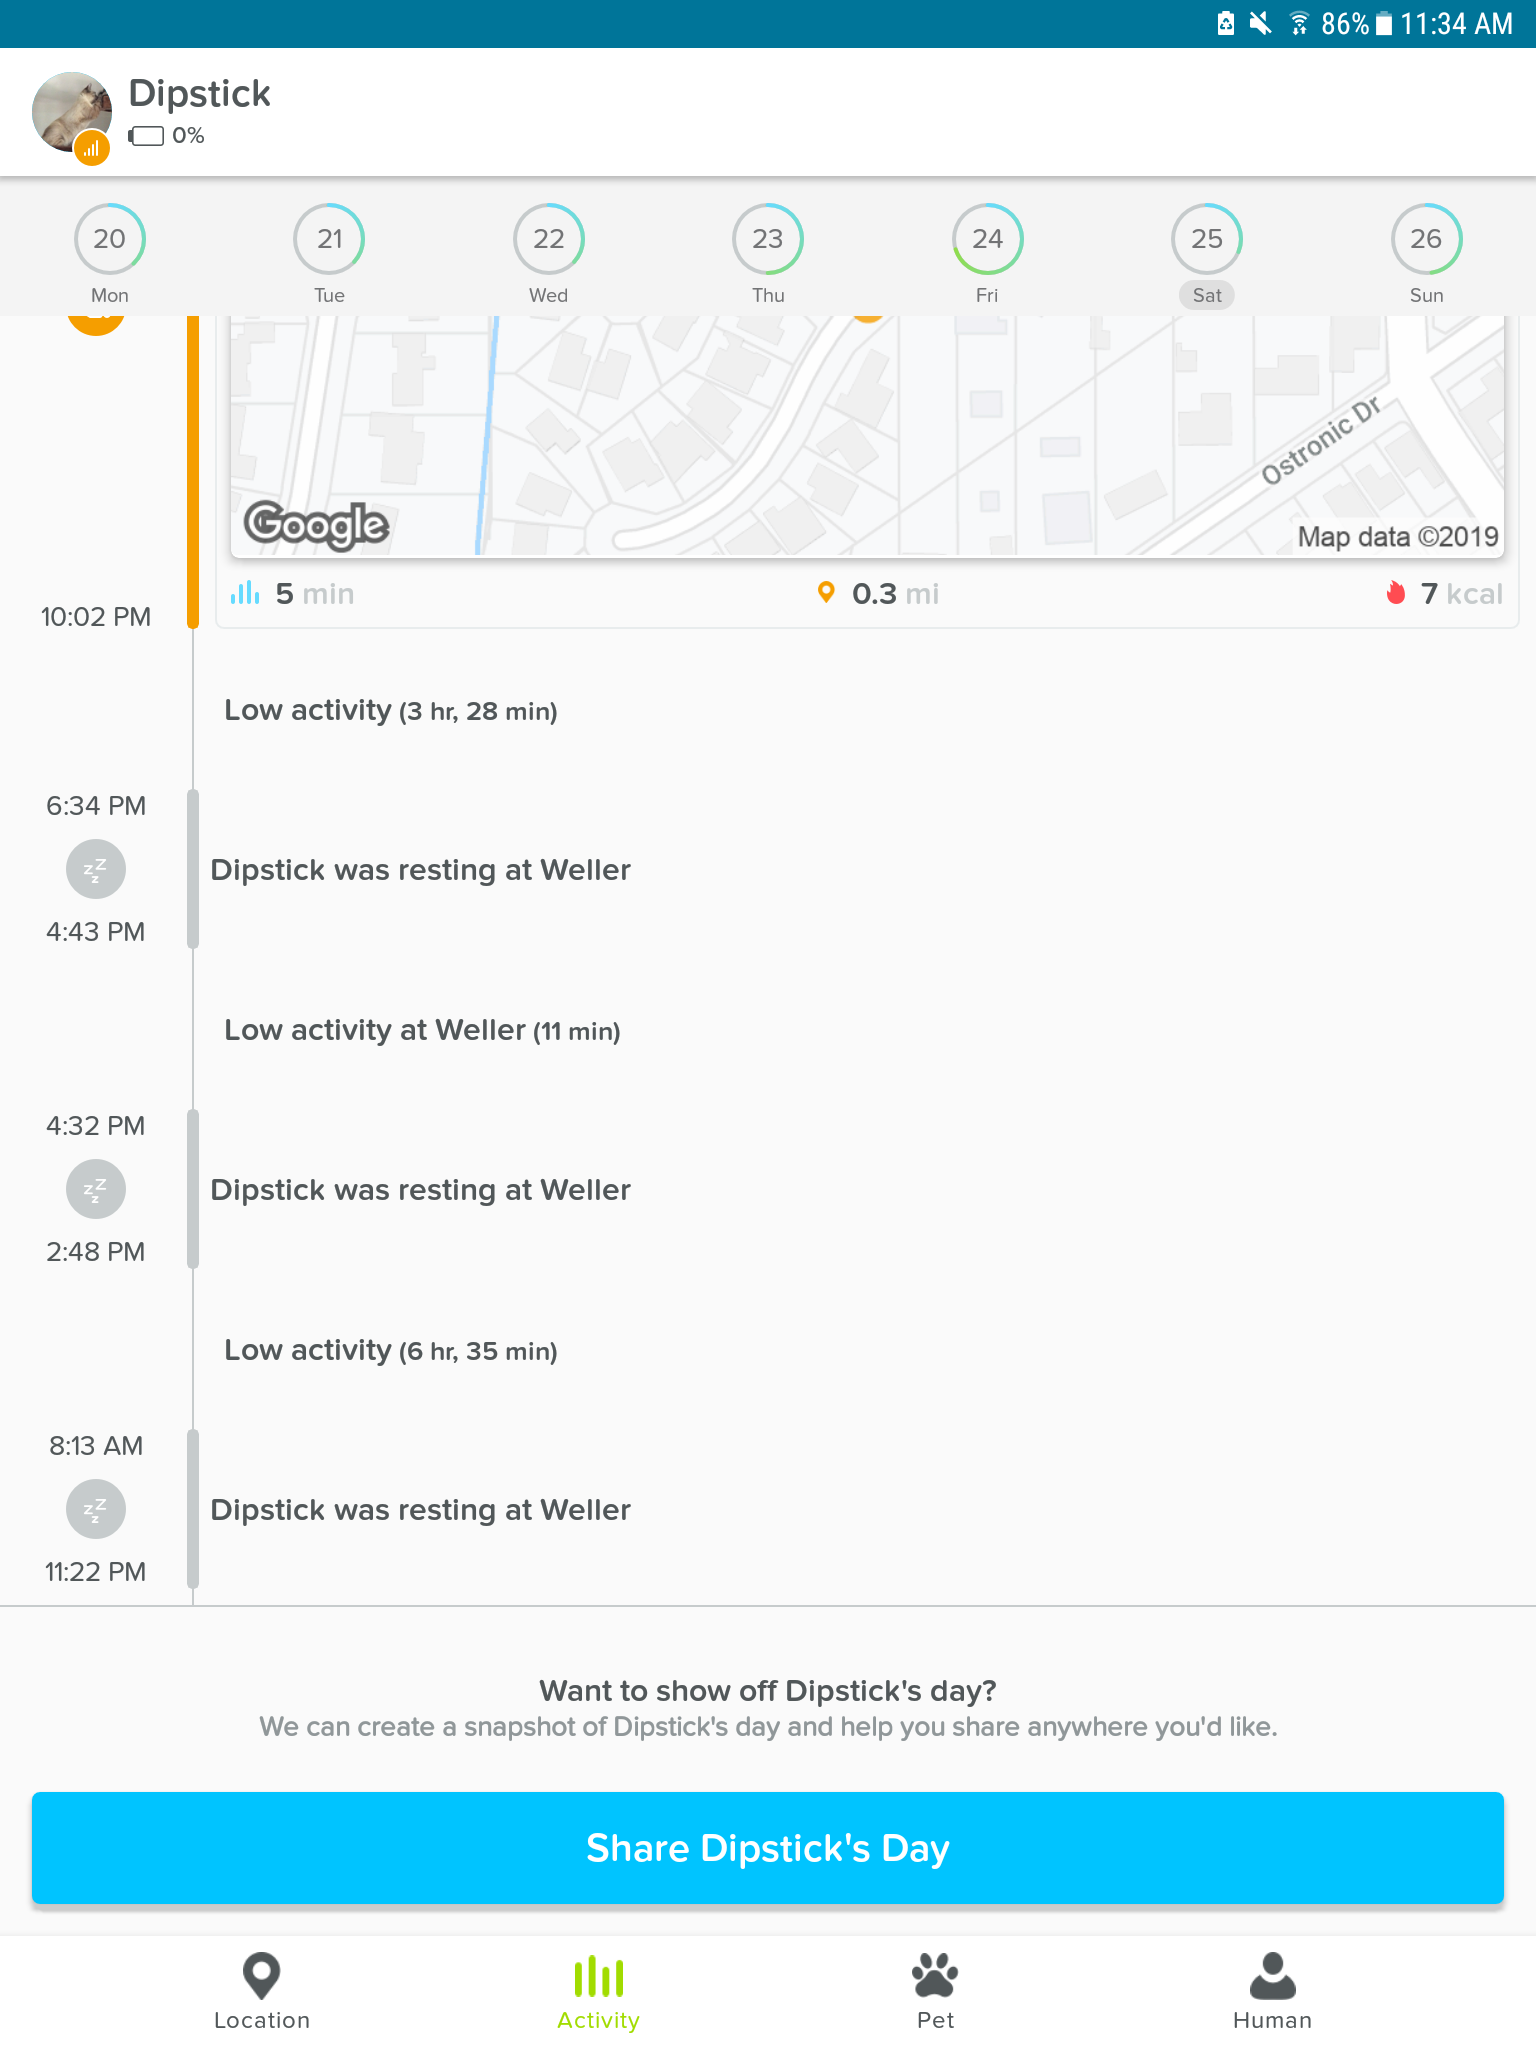 86% 11:34 AM
Dipstick
0%
20 21 22 23 24 25 26
Mon Tue Wed Thu Fri Sat Sun
Ostronic Dr
Google
Map data ©2019
5 min 0.3 mi 7 kcal
10:02 PM
Low activity (3 hr, 28 min)
6:34 PM
zzz
Dipstick was resting at Weller
4:43 PM
Low activity at Weller (11 min)
4:32 PM
zzz
Dipstick was resting at Weller
2:48 PM
Low activity (6 hr, 35 min)
8:13 AM
zzz
Dipstick was resting at Weller
11:22 PM
Want to show off Dipstick's day?
We can create a snapshot of Dipstick's day and help you share anywhere you'd like.
Share Dipstick's Day
Location Activity Pet Human